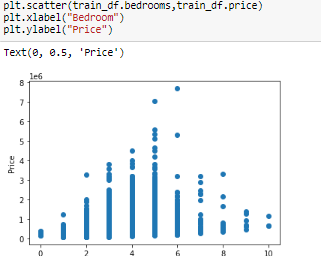 plt.scatter(train_df.bedrooms,train_df.price)
plt.xlabel("Bedroom")
plt.ylabel("Price")
Text(0, 0.5, 'Price')
1e6
8
7
6
5
4
3
2
1
0
Price
0 2 4 6 8 10